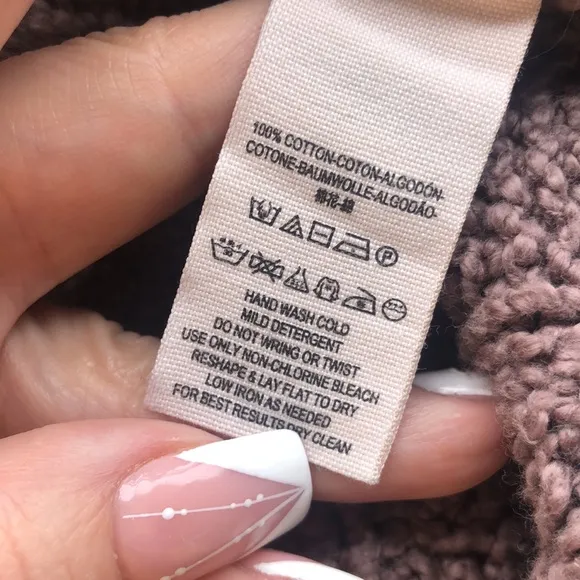 100% COTTON-COTON-ALGODÓN-
COTONE-BAUMWOLLE-ALGODÃO-
棉花-綿
HAND WASH COLD
MILD DETERGENT
DO NOT WRING OR TWIST
USE ONLY NON-CHLORINE BLEACH
RESHAPE & LAY FLAT TO DRY
LOW IRON AS NEEDED
FOR BEST RESULTS DRY CLEAN